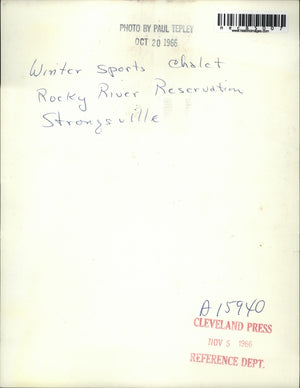 PHOTO BY PAUL TEPLEY
OCT 20 1966
Winter Sports Chalet
Rocky River Reservation
Strongsville
A15940
CLEVELAND PRESS
NOV 5 1966
REFERENCE DEPT.